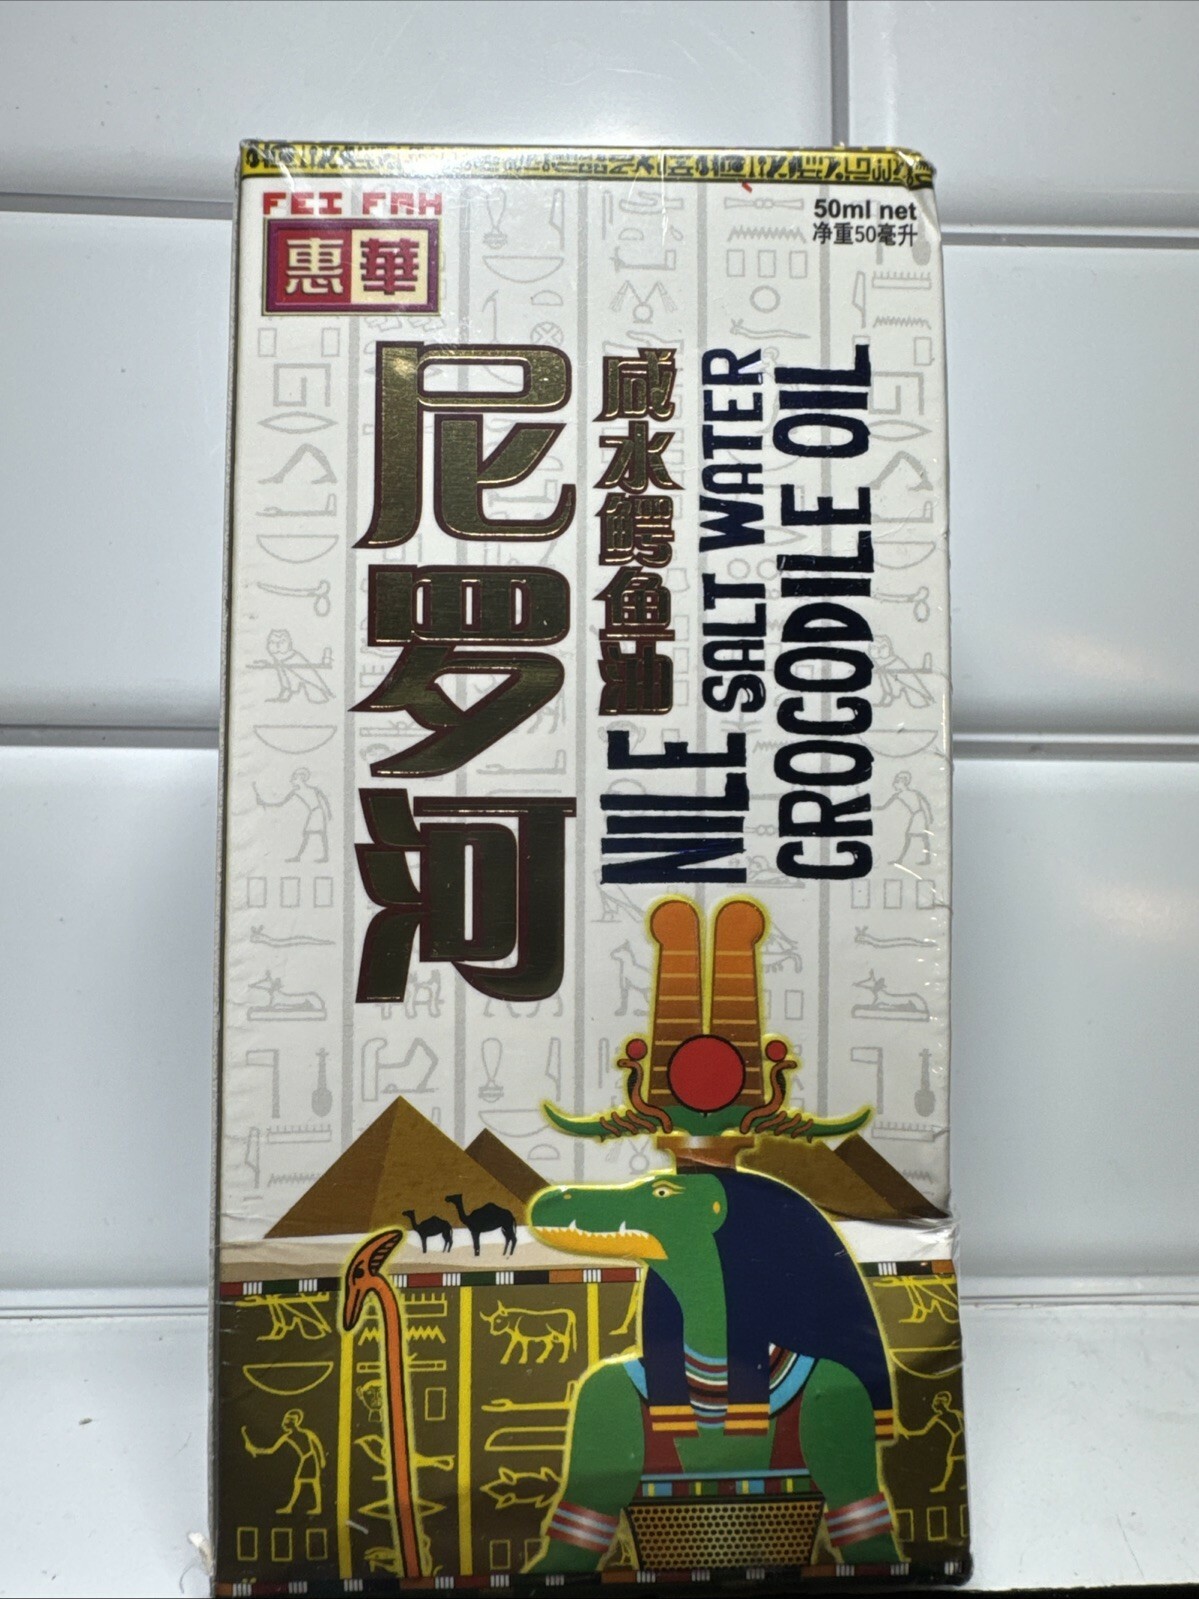 FEI FAH
惠華
50ml net
净重50毫升
尼罗河
咸水鳄鱼油
NILE SALT WATER
CROCODILE OIL